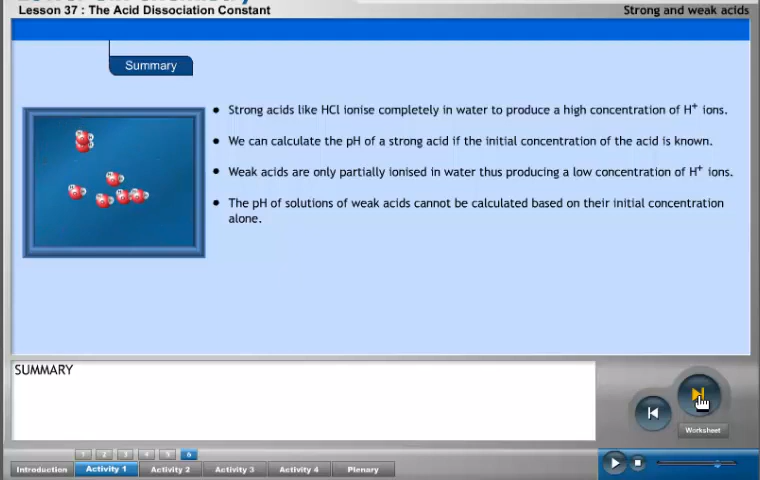 Lesson 37 : The Acid Dissociation Constant
Strong and weak acids
Summary
Strong acids like HCl ionise completely in water to produce a high concentration of H⁺ ions.
We can calculate the pH of a strong acid if the initial concentration of the acid is known.
Weak acids are only partially ionised in water thus producing a low concentration of H⁺ ions.
The pH of solutions of weak acids cannot be calculated based on their initial concentration
alone.
SUMMARY
Worksheet
1 2 3 4 5 6
Introduction Activity 1 Activity 2 Activity 3 Activity 4 Plenary